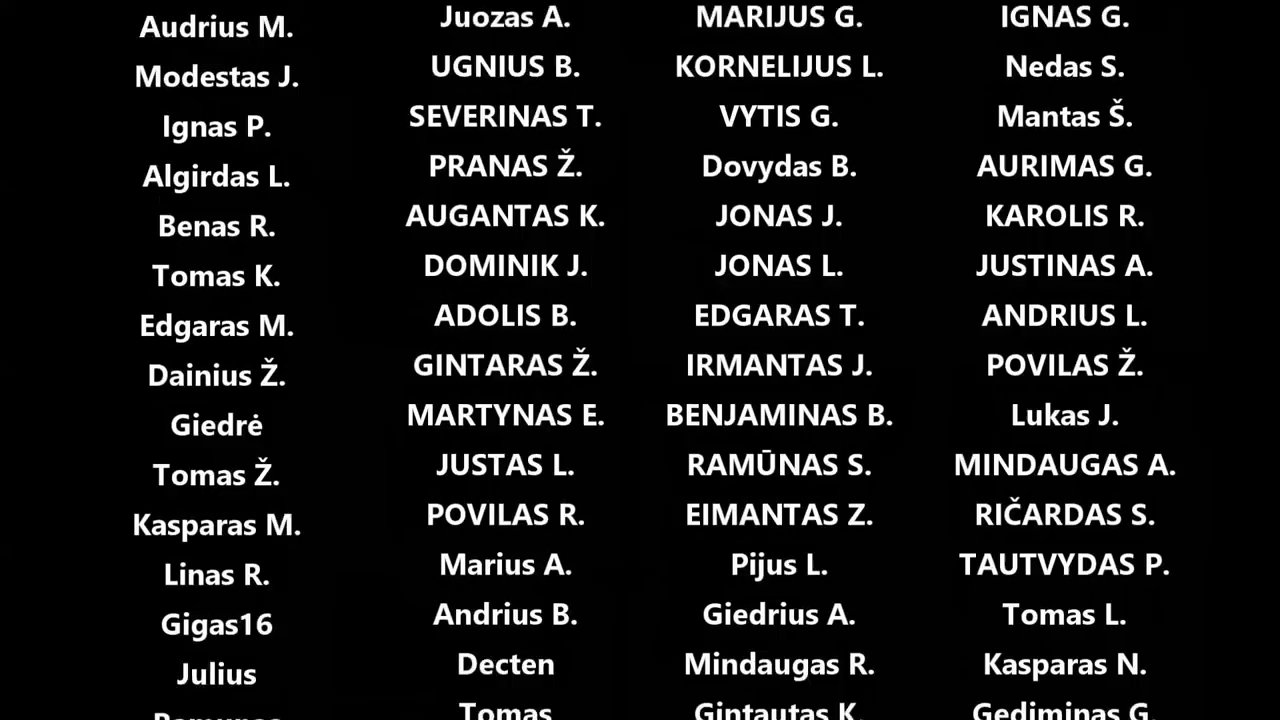 Audrius M.
Modestas J.
Ignas P.
Algirdas L.
Benas R.
Tomas K.
Edgaras M.
Dainius Ž.
Giedrė
Tomas Ž.
Kasparas M.
Linas R.
Gigas16
Julius
Juozas A.
UGNIUS B.
SEVERINAS T.
PRANAS Ž.
AUGANTAS K.
DOMINIK J.
ADOLIS B.
GINTARAS Ž.
MARTYNAS E.
JUSTAS L.
POVILAS R.
Marius A.
Andrius B.
Decten
Tomas
MARIJUS G.
KORNELIJUS L.
VYTIS G.
Dovydas B.
JONAS J.
JONAS L.
EDGARAS T.
IRMANTAS J.
BENJAMINAS B.
RAMŪNAS S.
EIMANTAS Z.
Pijus L.
Giedrius A.
Mindaugas R.
Gintautas K.
IGNAS G.
Nedas S.
Mantas Š.
AURIMAS G.
KAROLIS R.
JUSTINAS A.
ANDRIUS L.
POVILAS Ž.
Lukas J.
MINDAUGAS A.
RIČARDAS S.
TAUTVYDAS P.
Tomas L.
Kasparas N.
Gediminas G.